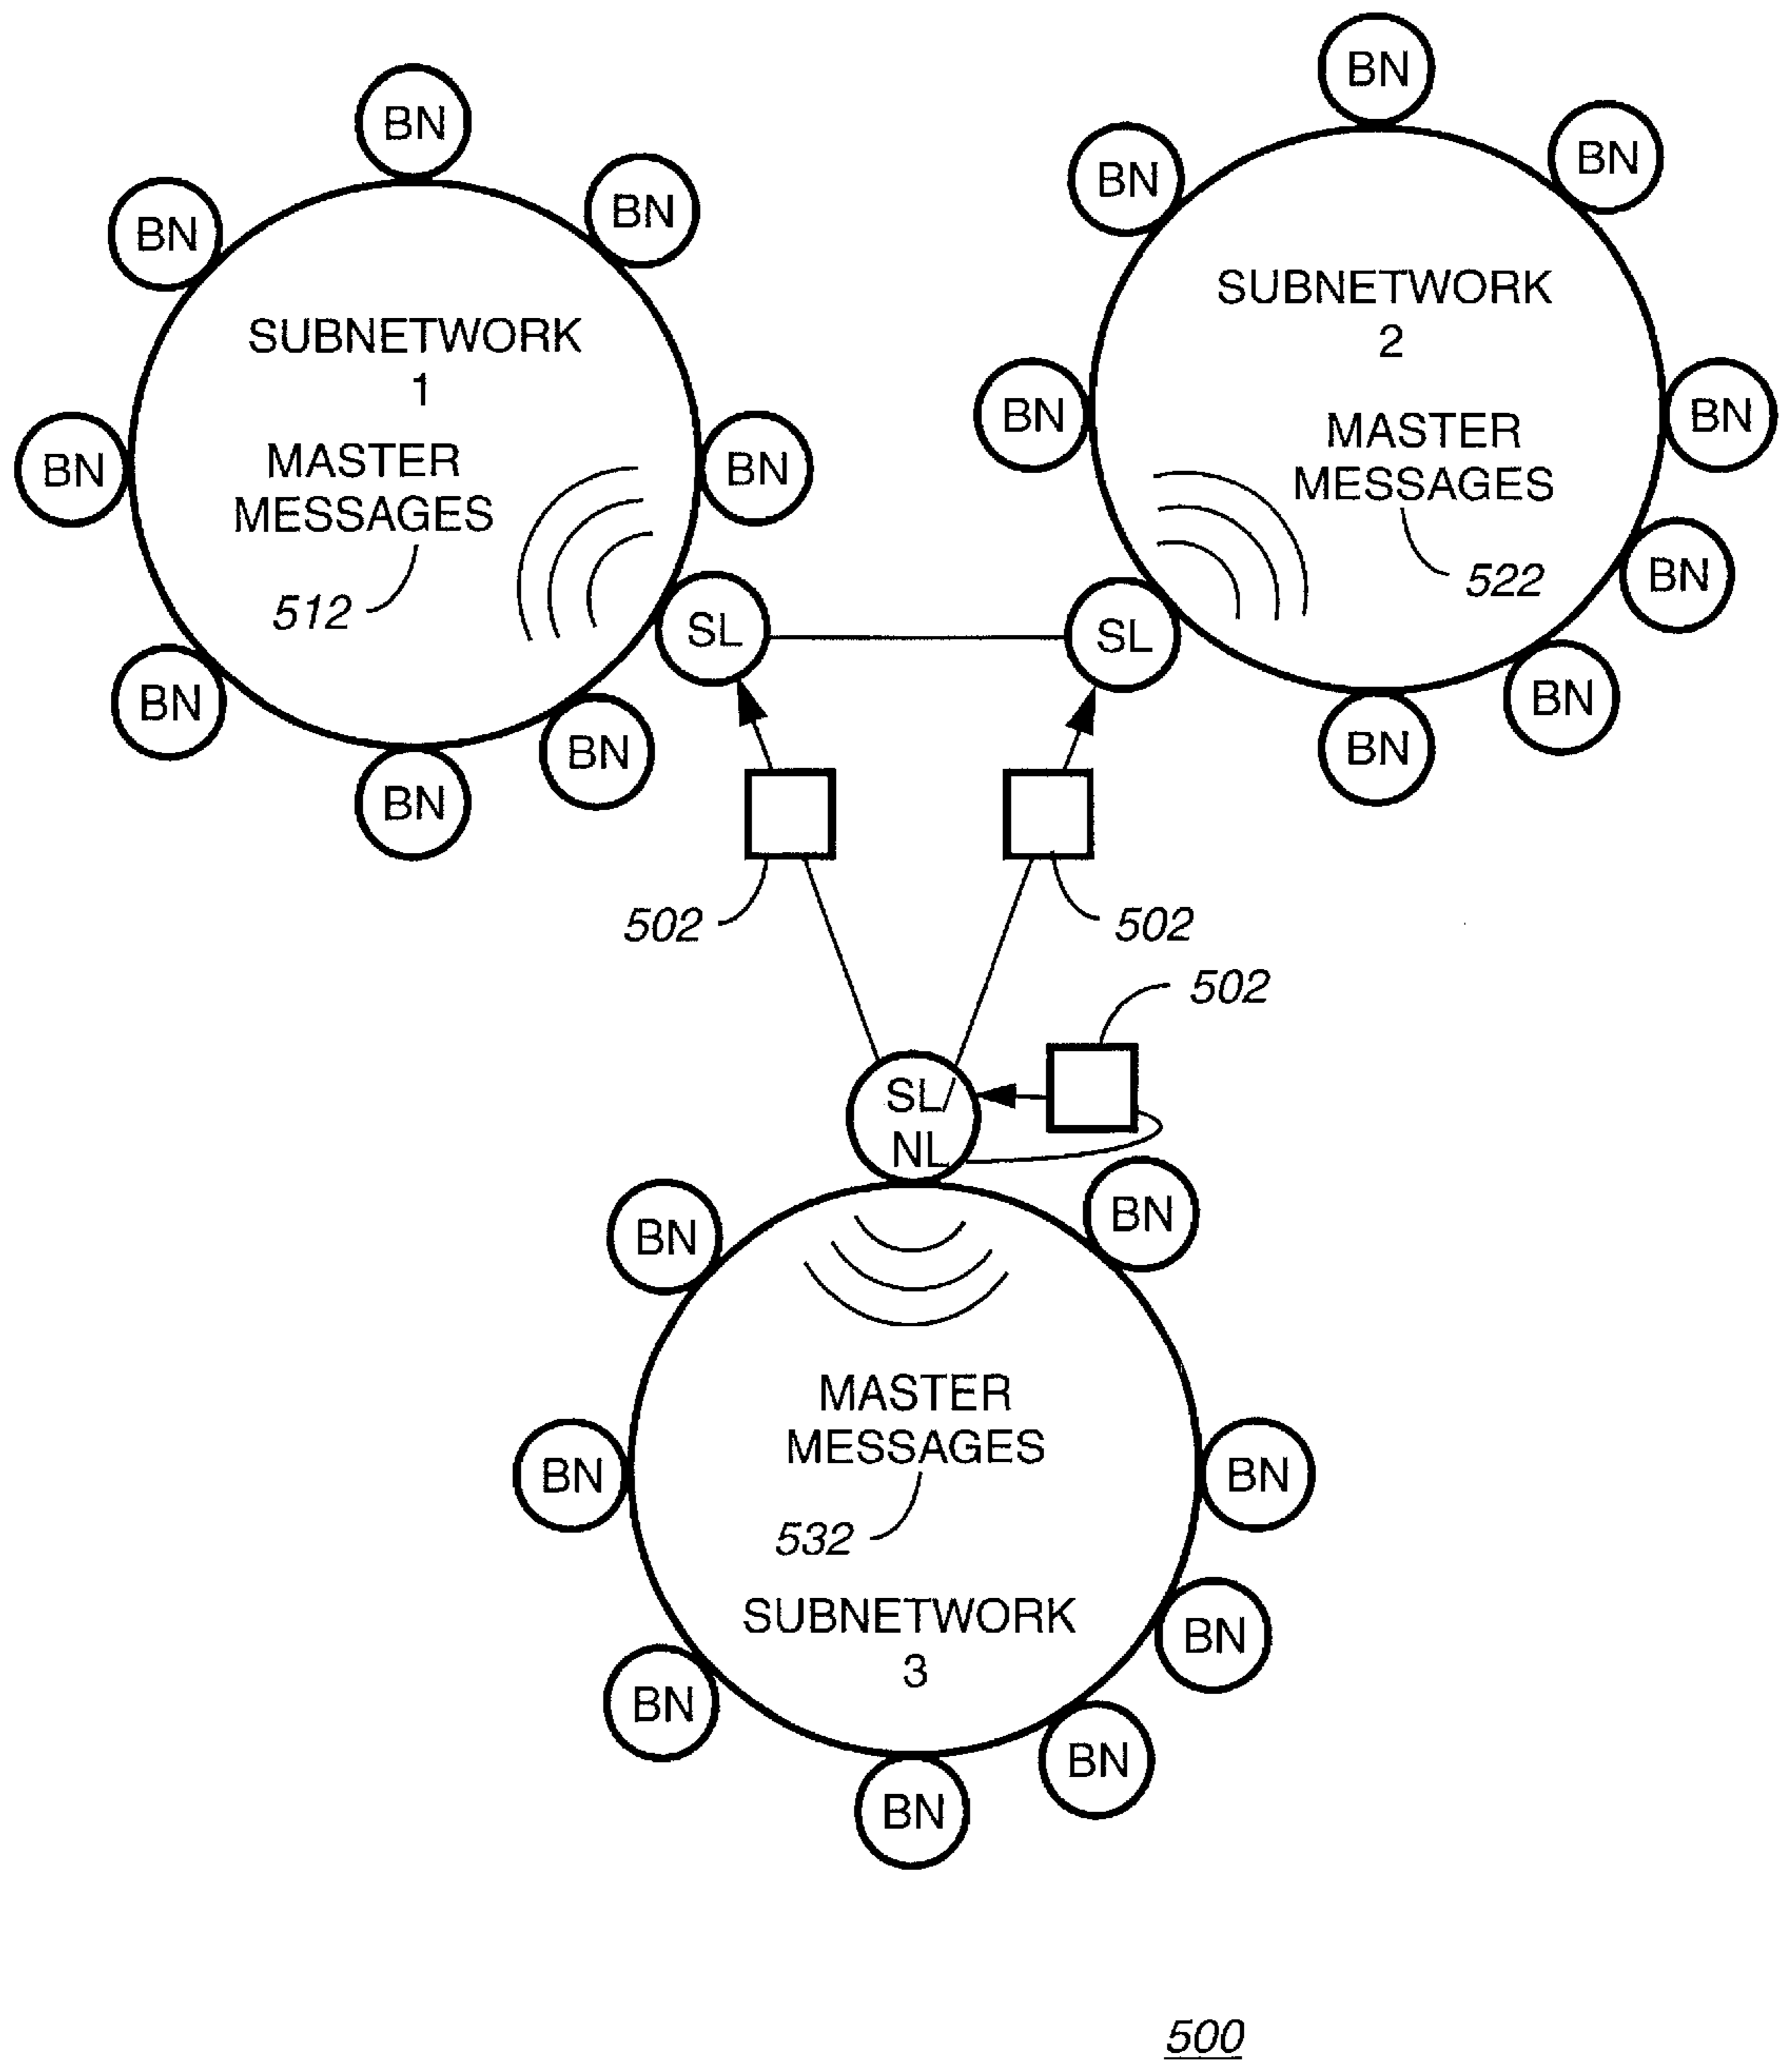 BN
BN
BN
BN
BN
BN
BN
BN
SUBNETWORK
1
MASTER
MESSAGES
512
SL
BN
BN
BN
BN
BN
BN
BN
BN
SUBNETWORK
2
MASTER
MESSAGES
522
SL
502
502
502
SL/
NL
BN
BN
BN
BN
BN
BN
BN
BN
MASTER
MESSAGES
532
SUBNETWORK
3
500